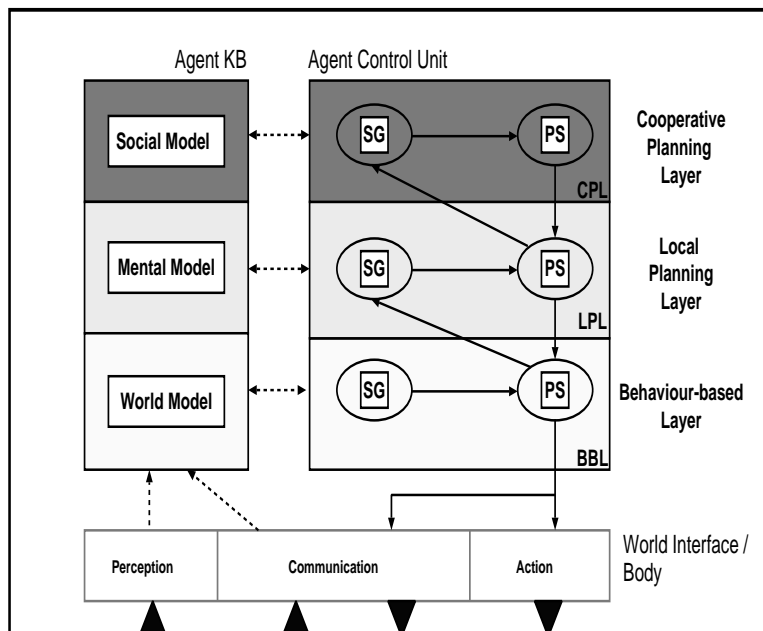 Agent KB
Agent Control Unit
Social Model
SG
PS
CPL
Cooperative
Planning
Layer
Mental Model
SG
PS
LPL
Local
Planning
Layer
World Model
SG
PS
BBL
Behaviour-based
Layer
Perception
Communication
Action
World Interface /
Body